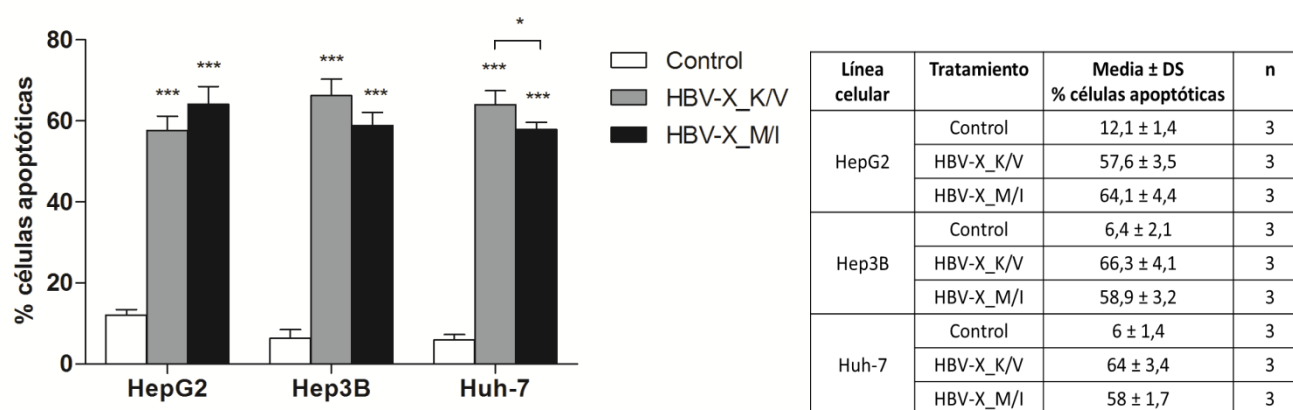 % células apoptóticas
80
60
40
20
0
***
***
***
***
***
***
*
HepG2
Hep3B
Huh-7
Control
HBV-X_K/V
HBV-X_M/I
Línea celular Tratamiento Media ± DS % células apoptóticas n
HepG2
Control 12,1 ± 1,4 3
HBV-X_K/V 57,6 ± 3,5 3
HBV-X_M/I 64,1 ± 4,4 3
Hep3B
Control 6,4 ± 2,1 3
HBV-X_K/V 66,3 ± 4,1 3
HBV-X_M/I 58,9 ± 3,2 3
Huh-7
Control 6 ± 1,4 3
HBV-X_K/V 64 ± 3,4 3
HBV-X_M/I 58 ± 1,7 3